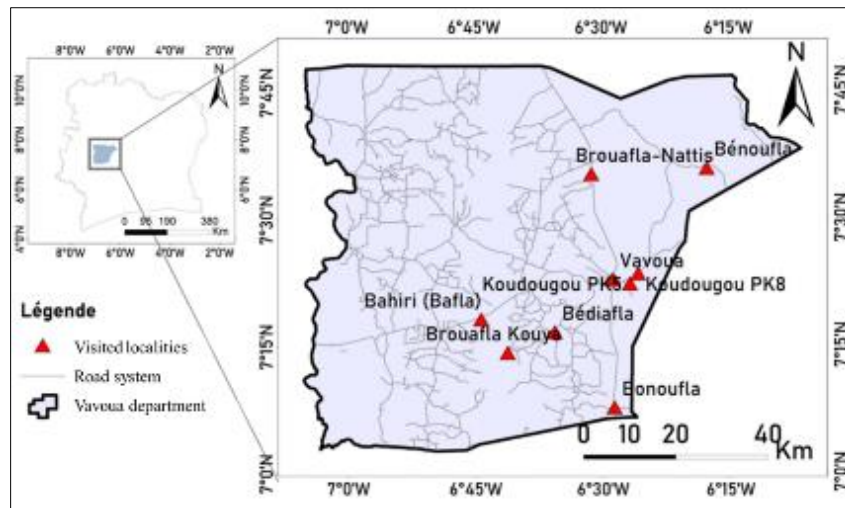 8°0'W 6°0'W 4°0'W 2°0'W
N
10°0'N 8°0'N 6°0'N 4°0'N
10°0'N 8°0'N 6°0'N
0 95 190 380
Km
8°0'W 6°0'W 4°0'W 2°0'W
Légende
Visited localities
Road system
Vavoua department
7°0'W 6°45'W 6°30'W 6°15'W
N
7°45'N 7°30'N 7°15'N 7°0'N
7°45'N 7°30'N 7°15'N 7°0'N
Brouafla-Nattis
Bénoufla
Vavoua
Koudougou PK5
Koudougou PK8
Bahiri (Bafla)
Bédiafla
Brouafla Kouya
Bonoufla
0 10 20 40
Km
7°0'W 6°45'W 6°30'W 6°15'W